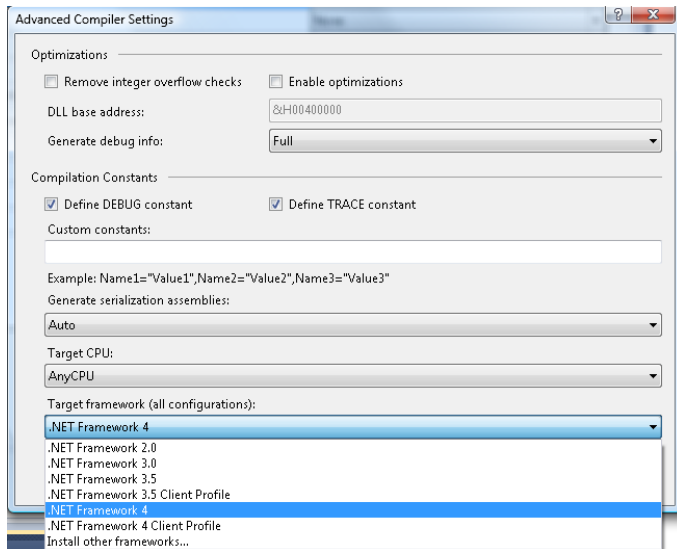 Advanced Compiler Settings
Optimizations
Remove integer overflow checks
Enable optimizations
DLL base address:
&H00400000
Generate debug info:
Full
Compilation Constants
Define DEBUG constant
Define TRACE constant
Custom constants:
Example: Name1="Value1",Name2="Value2",Name3="Value3"
Generate serialization assemblies:
Auto
Target CPU:
AnyCPU
Target framework (all configurations):
.NET Framework 4
.NET Framework 2.0
.NET Framework 3.0
.NET Framework 3.5
.NET Framework 3.5 Client Profile
.NET Framework 4
.NET Framework 4 Client Profile
Install other frameworks...